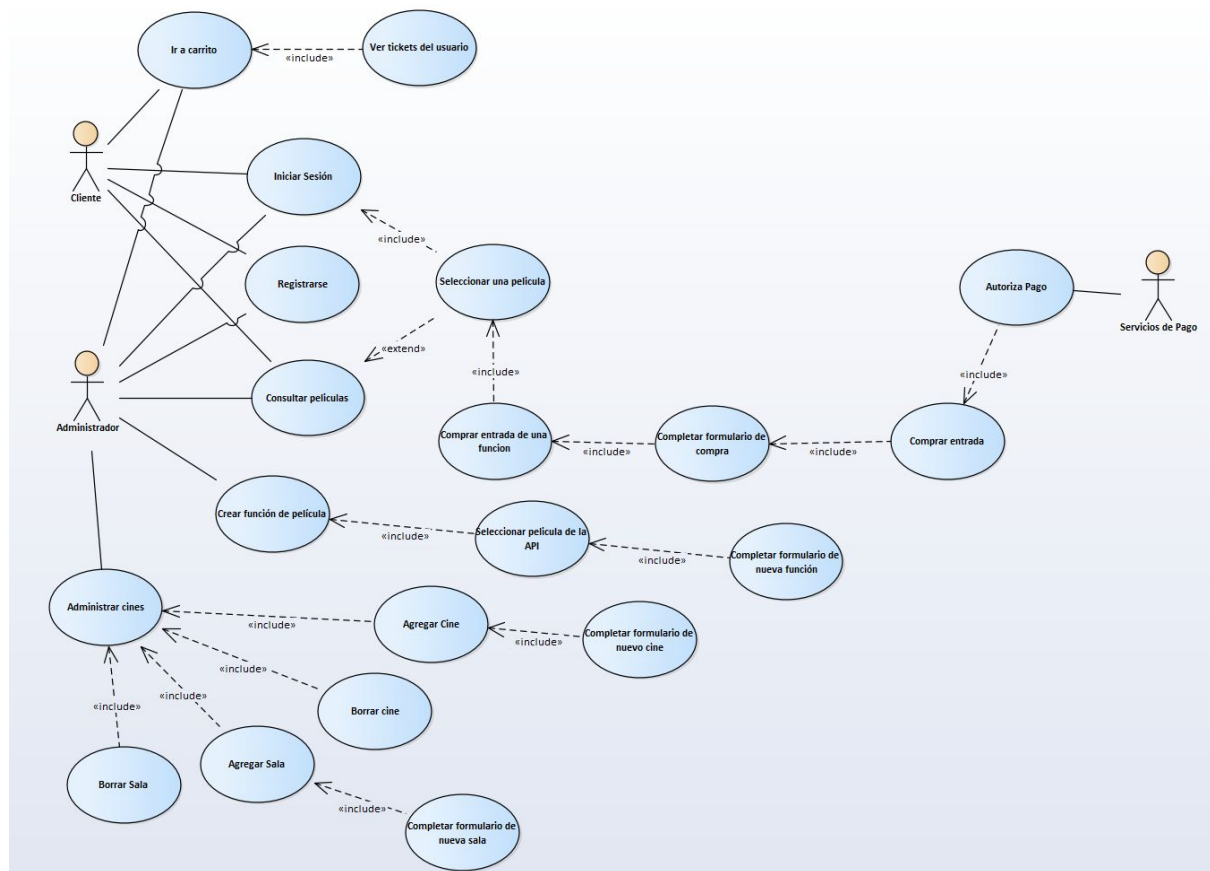 Ir a carrito
Ver tickets del usuario
«include»
Cliente
Iniciar Sesión
«include»
Seleccionar una pelicula
Registrarse
Autoriza Pago
Servicios de Pago
«extend»
«include»
«include»
Administrador
Consultar peliculas
Comprar entrada de una
funcion
«include»
Completar formulario de
compra
«include»
Comprar entrada
Crear función de película
«include»
Seleccionar pelicula de la
API
«include»
Completar formulario de
nueva función
Administrar cines
«include»
Agregar Cine
«include»
Completar formulario de
nuevo cine
«include»
Borrar cine
«include»
«include»
Agregar Sala
Borrar Sala
«include»
Completar formulario de
nueva sala